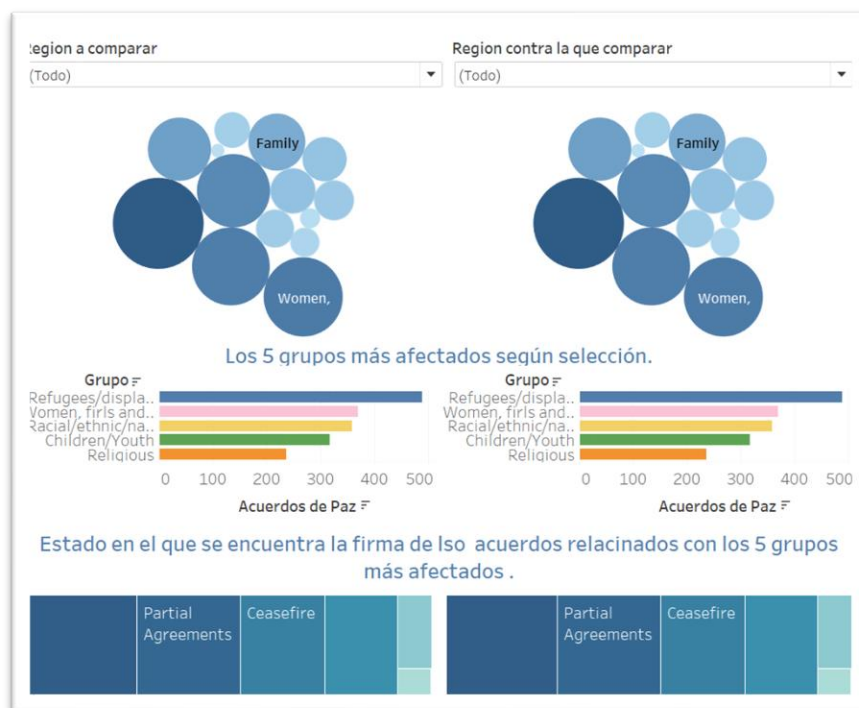 Region a comparar
Region contra la que comparar
(Todo)
(Todo)
Family
Family
Women,
Women,
Los 5 grupos más afectados según selección.
Grupo
Refugees/displa..
Women, firls and..
Racial/ethnic/na..
Children/Youth
Religious
0 100 200 300 400 500
Acuerdos de Paz
Grupo
Refugees/displa..
Women, firls and..
Racial/ethnic/na..
Children/Youth
Religious
0 100 200 300 400 500
Acuerdos de Paz
Estado en el que se encuentra la firma de lso acuerdos relacinados con los 5 grupos
más afectados .
Partial
Agreements
Ceasefire
Partial
Agreements
Ceasefire